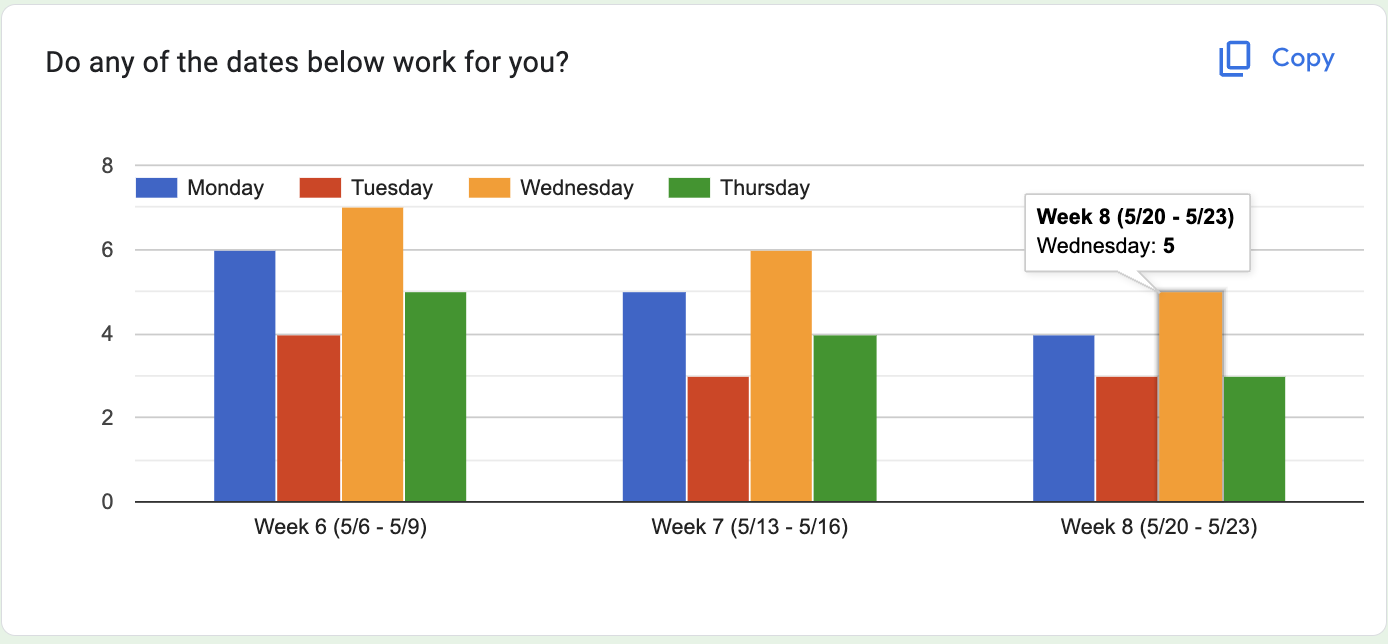 Do any of the dates below work for you?
Copy
8
Monday Tuesday Wednesday Thursday
Week 8 (5/20 - 5/23)
Wednesday: 5
6
4
2
0
Week 6 (5/6 - 5/9) Week 7 (5/13 - 5/16) Week 8 (5/20 - 5/23)